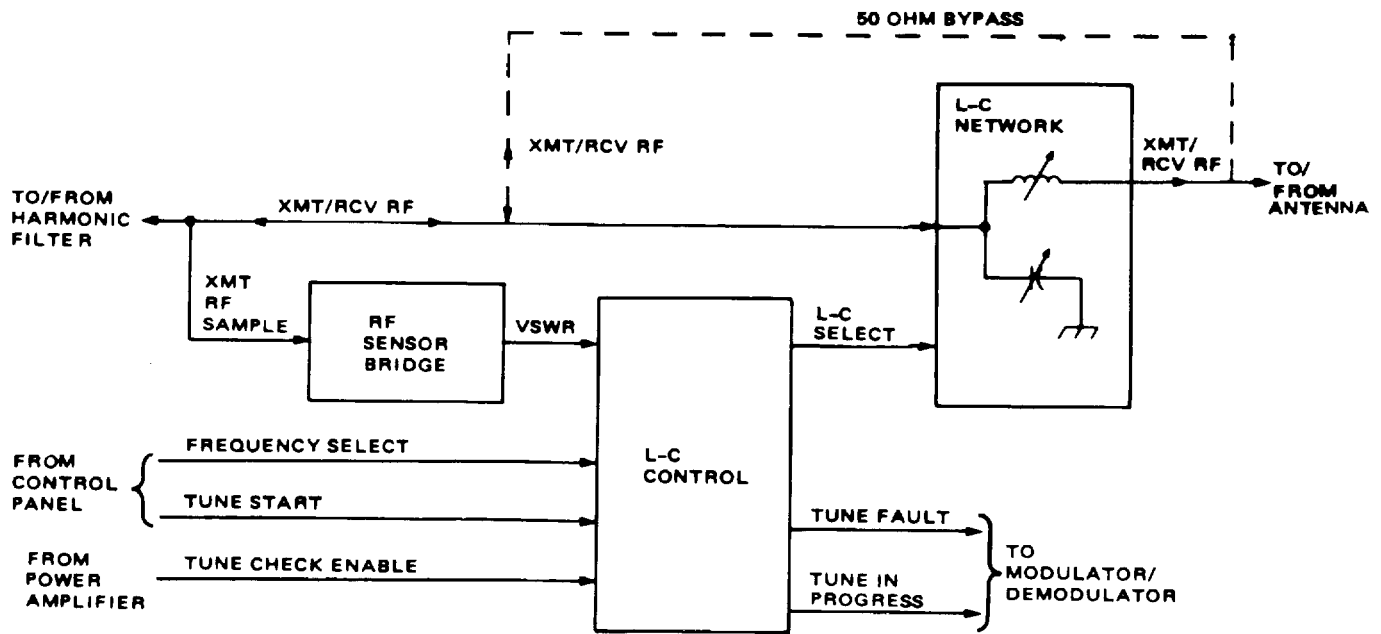 50 OHM BYPASS
L-C
NETWORK
XMT/RCV RF
XMT/
RCV RF
TO/
FROM
ANTENNA
TO/FROM
HARMONIC
FILTER
XMT/RCV RF
XMT
RF
SAMPLE
RF
SENSOR
BRIDGE
VSWR
L-C
SELECT
L-C
CONTROL
FROM
CONTROL
PANEL
FREQUENCY SELECT
TUNE START
FROM
POWER
AMPLIFIER
TUNE CHECK ENABLE
TUNE FAULT
TUNE IN
PROGRESS
TO
MODULATOR/
DEMODULATOR